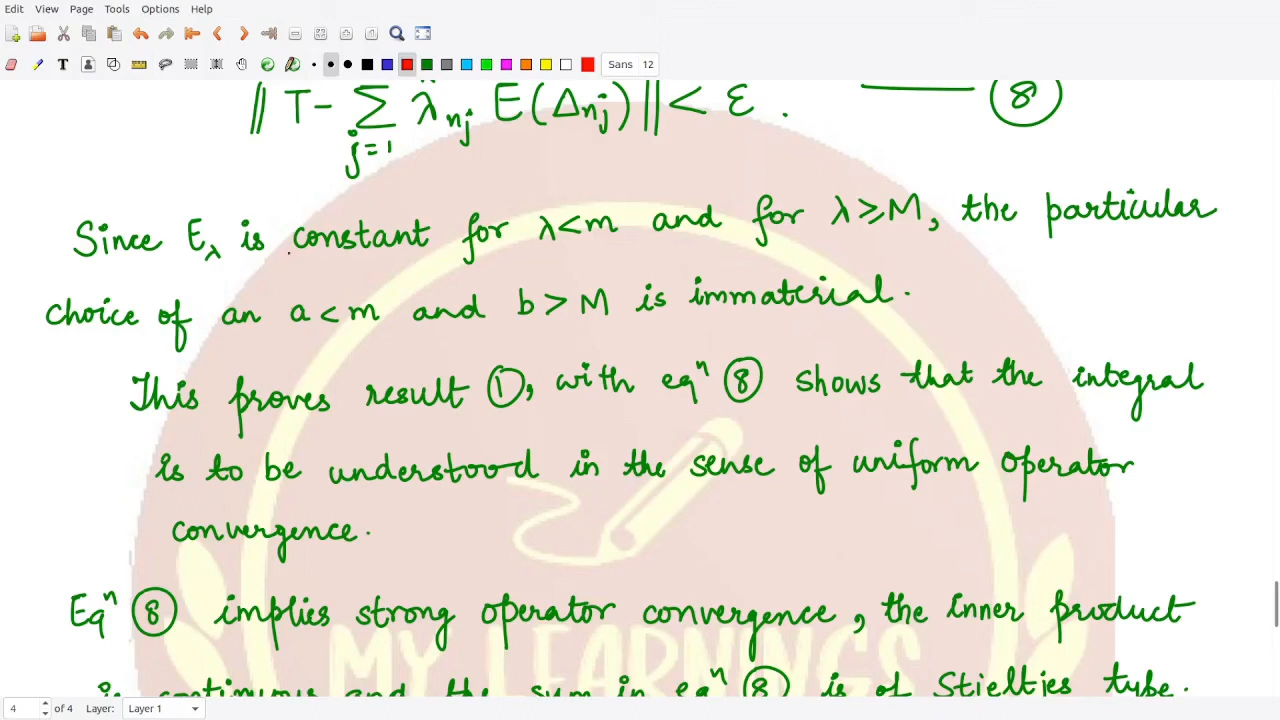 Edit View Page Tools Options Help
Sans 12
|| T - Σ λ̂nj E(Δnj) || < ε . ——— ⑧
j=1
Since Eλ is constant for λ<m and for λ≥M, the particular
choice of an a<m and b>M is immaterial.
This proves result ①, with eqⁿ ⑧ shows that the integral
is to be understood in the sense of uniform operator
convergence.
Eqⁿ ⑧ implies strong operator convergence, the inner product
is continuous and the sum in eqⁿ ⑧ is of Stieltjes type.
MY LEARNINGS
4 of 4 Layer: Layer 1